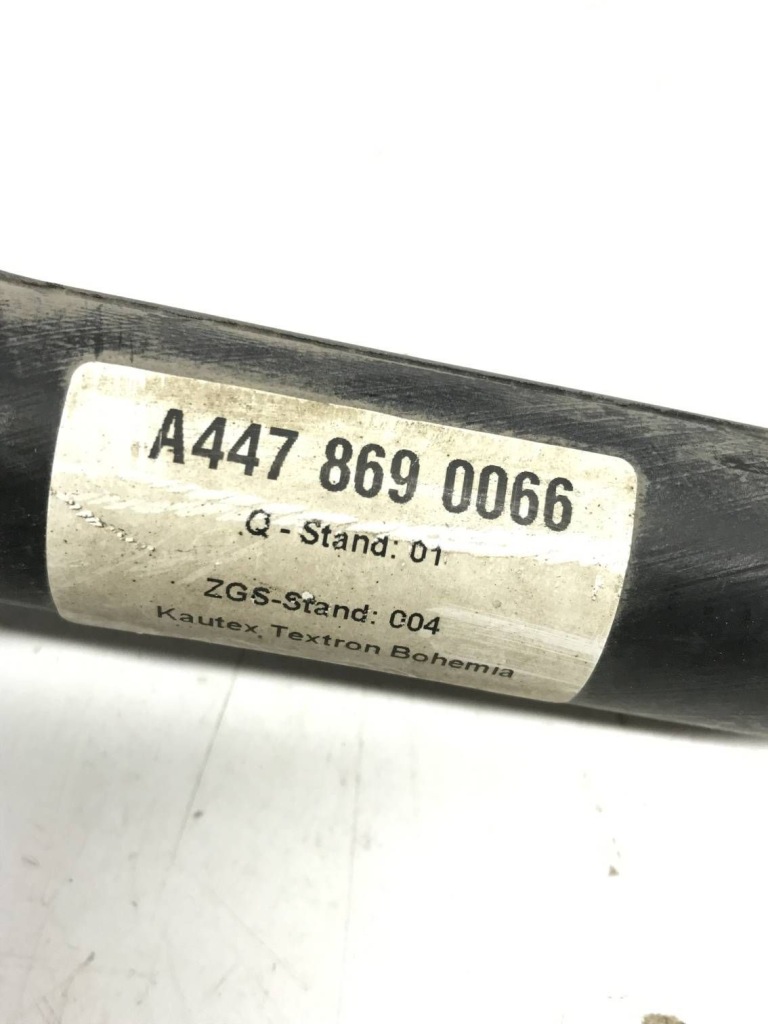 A447 869 0066
Q - Stand: 01
ZGS-Stand: 004
Kautex Textron Bohemia